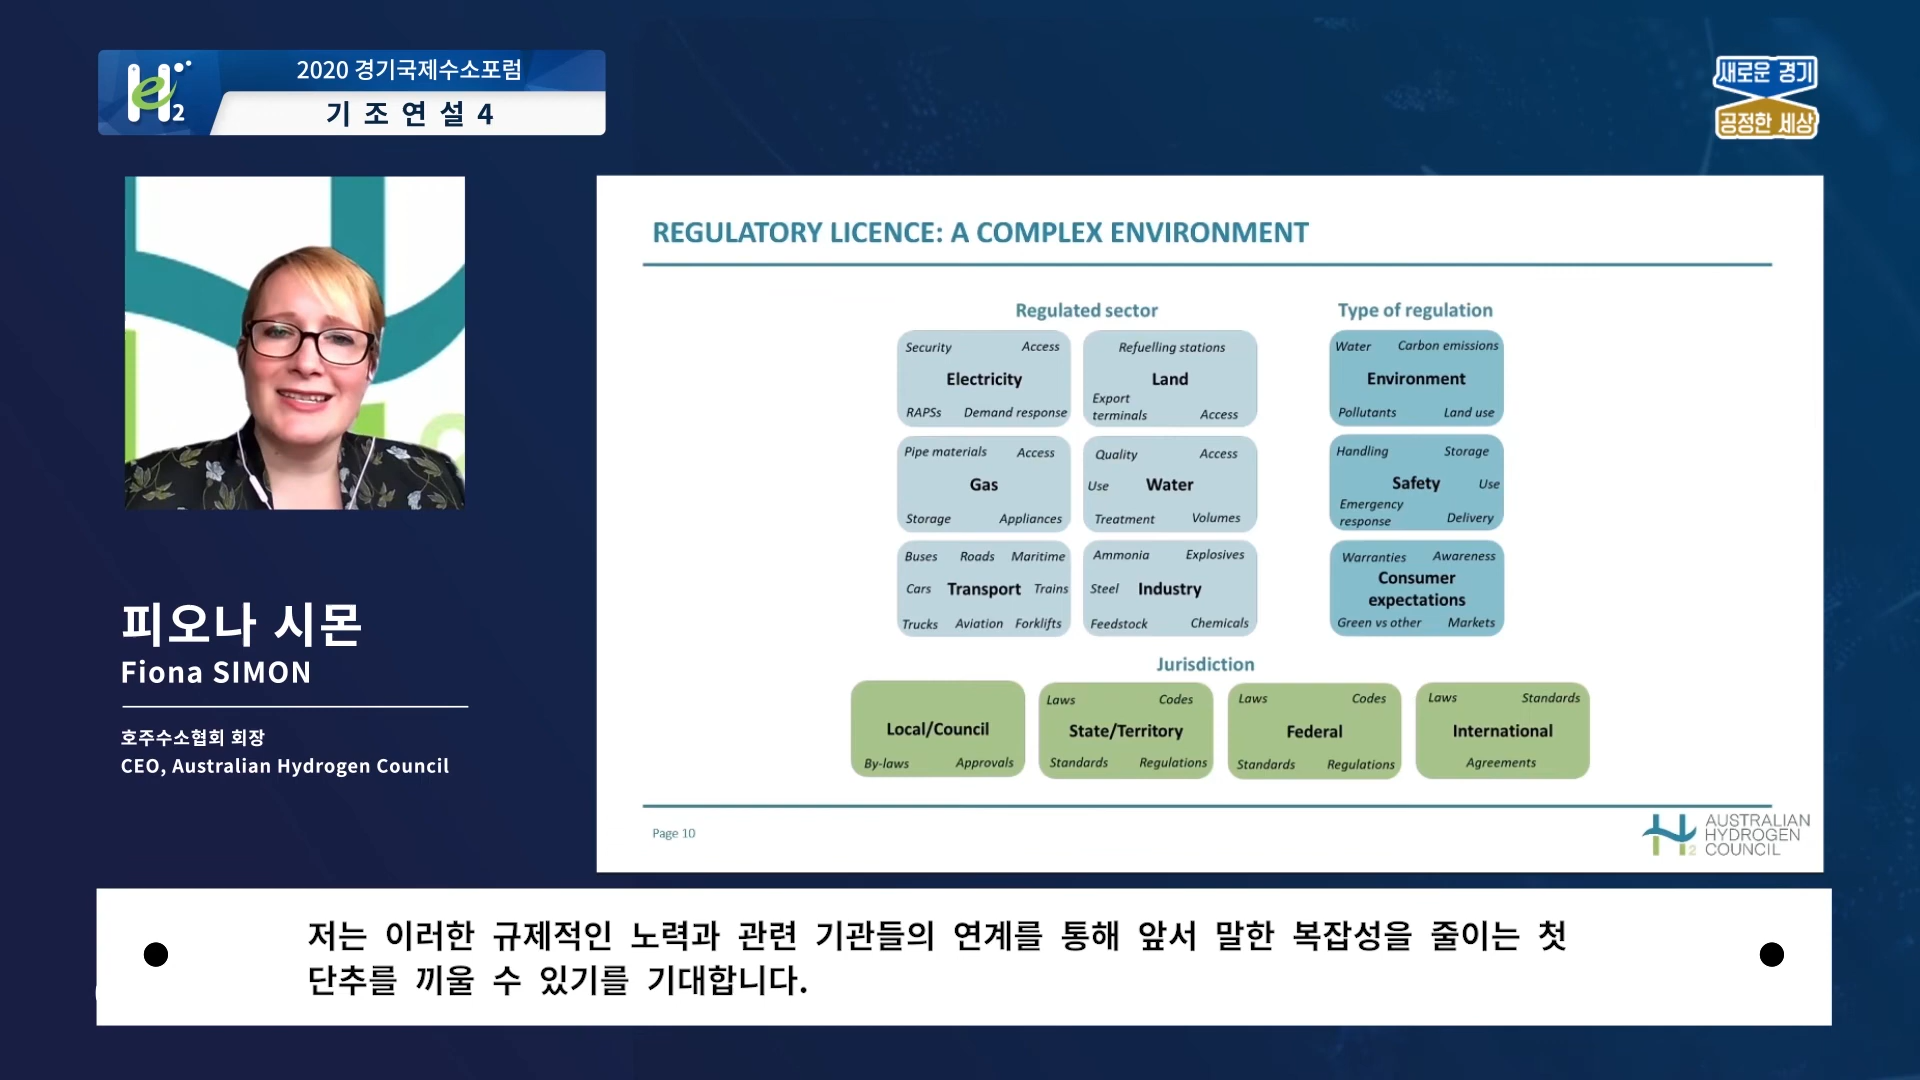 2020 경기국제수소포럼
기조연설4
H e 2
새로운 경기
공정한 세상
피오나 시몬
Fiona SIMON
호주수소협회 회장
CEO, Australian Hydrogen Council
REGULATORY LICENCE: A COMPLEX ENVIRONMENT
Regulated sector
Security Access
Electricity
RAPSs Demand response
Refuelling stations
Land
Export
terminals Access
Pipe materials Access
Gas
Storage Appliances
Quality Access
Use Water
Treatment Volumes
Buses Roads Maritime
Cars Transport Trains
Trucks Aviation Forklifts
Ammonia Explosives
Steel Industry
Feedstock Chemicals
Type of regulation
Water Carbon emissions
Environment
Pollutants Land use
Handling Storage
Safety Use
Emergency
response Delivery
Warranties Awareness
Consumer
expectations
Green vs other Markets
Jurisdiction
Local/Council
By-laws Approvals
Laws Codes
State/Territory
Standards Regulations
Laws Codes
Federal
Standards Regulations
Laws Standards
International
Agreements
Page 10
H2
AUSTRALIAN
HYDROGEN
COUNCIL
저는 이러한 규제적인 노력과 관련 기관들의 연계를 통해 앞서 말한 복잡성을 줄이는 첫
단추를 끼울 수 있기를 기대합니다.